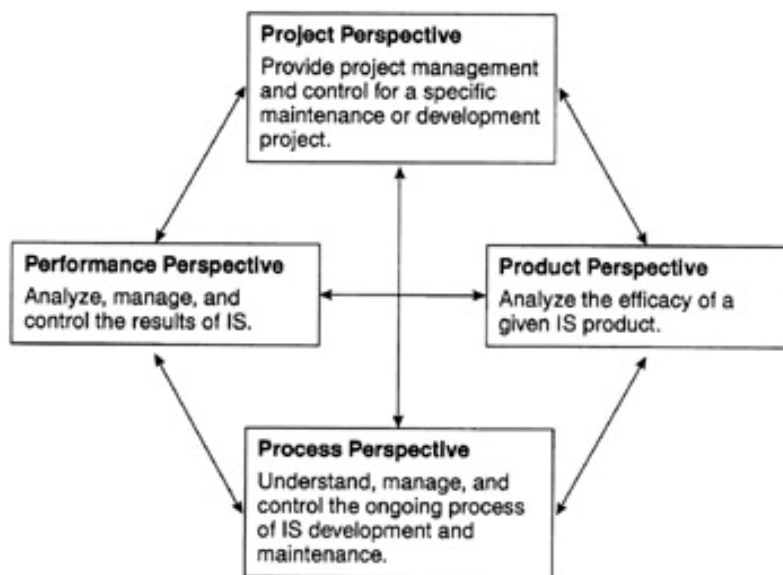 Project Perspective
Provide project management
and control for a specific
maintenance or development
project.
Performance Perspective
Analyze, manage, and
control the results of IS.
Product Perspective
Analyze the efficacy of a
given IS product.
Process Perspective
Understand, manage, and
control the ongoing process
of IS development and
maintenance.